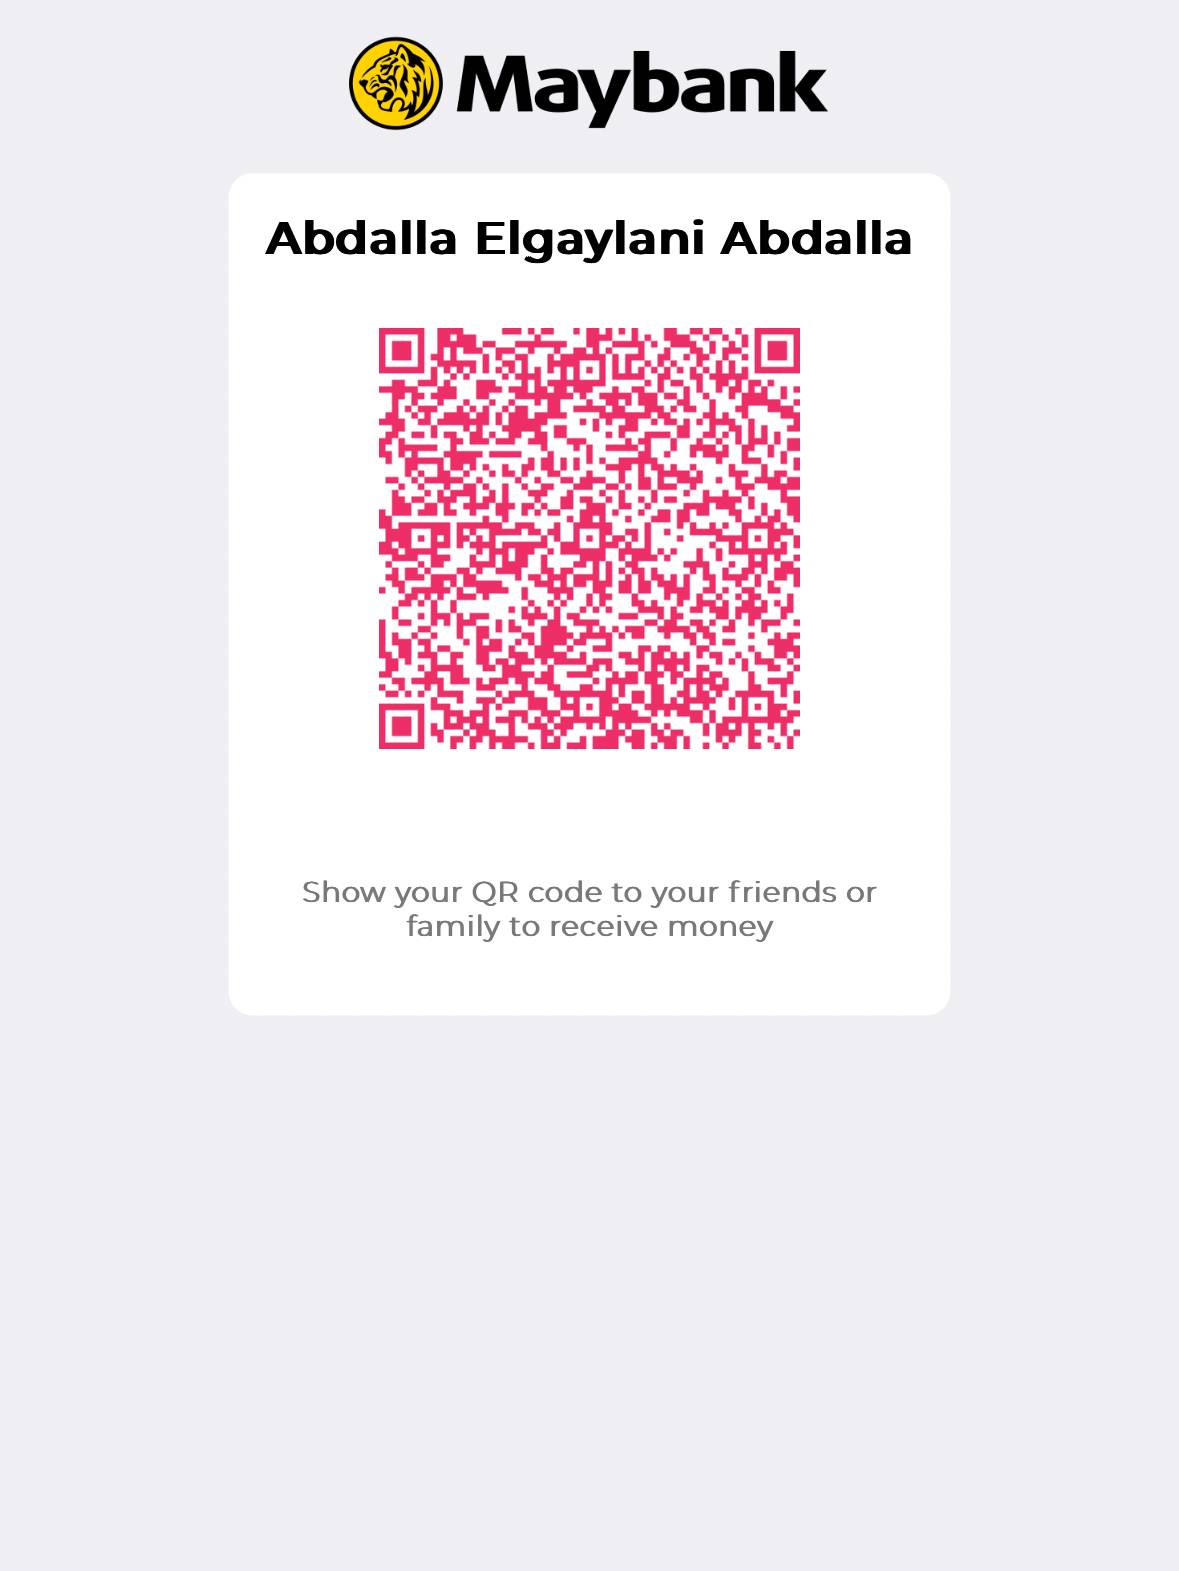 Maybank
Abdalla Elgaylani Abdalla
Show your QR code to your friends or
family to receive money